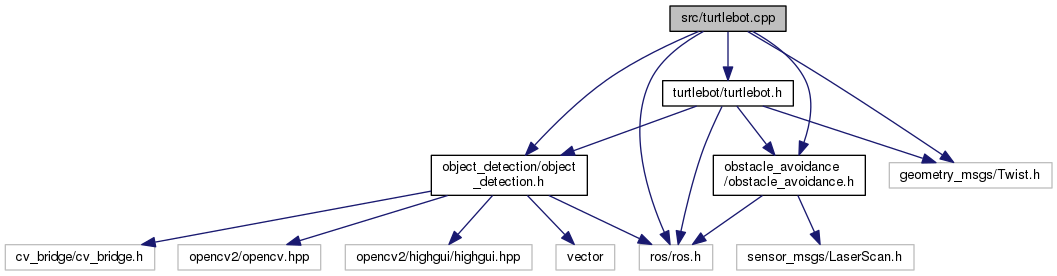 src/turtlebot.cpp
turtlebot/turtlebot.h
object_detection/object
_detection.h
obstacle_avoidance
/obstacle_avoidance.h
geometry_msgs/Twist.h
cv_bridge/cv_bridge.h
opencv2/opencv.hpp
opencv2/highgui/highgui.hpp
vector
ros/ros.h
sensor_msgs/LaserScan.h